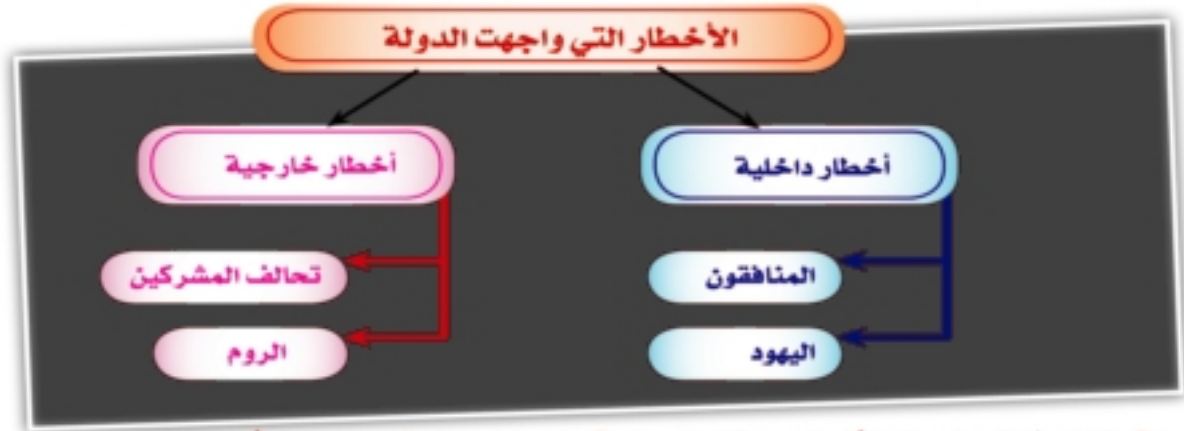 الأخطار التي واجهت الدولة
أخطار داخلية
المنافقون
اليهود
أخطار خارجية
تحالف المشركين
الروم